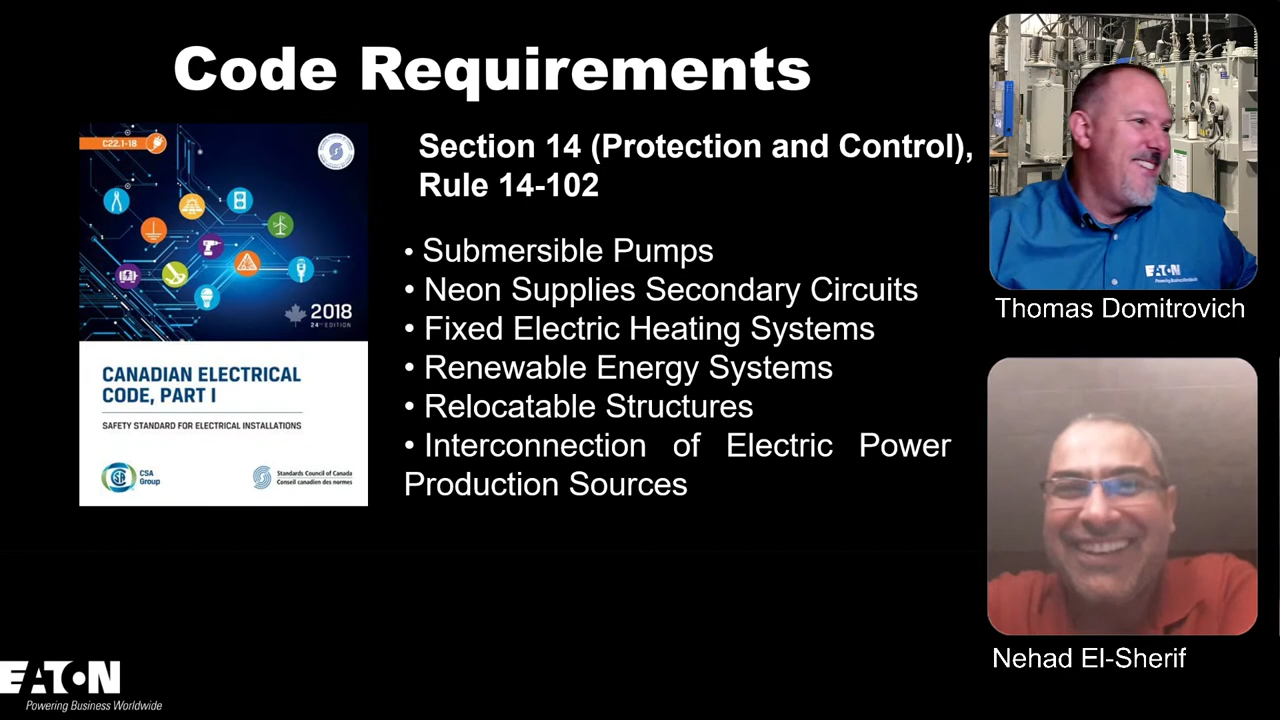 Code Requirements
C22.1-18
2018
24TH EDITION
CANADIAN ELECTRICAL
CODE, PART I
SAFETY STANDARD FOR ELECTRICAL INSTALLATIONS
CSA
Group
Standards Council of Canada
Conseil canadien des normes
Section 14 (Protection and Control),
Rule 14-102
• Submersible Pumps
• Neon Supplies Secondary Circuits
• Fixed Electric Heating Systems
• Renewable Energy Systems
• Relocatable Structures
• Interconnection of Electric Power
Production Sources
EATON
Powering Business Worldwide
Thomas Domitrovich
Nehad El-Sherif
EATON
Powering Business Worldwide